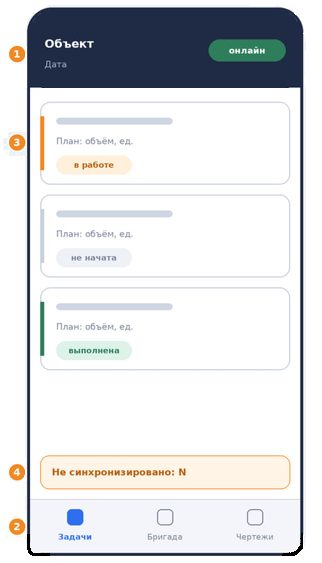 1
Объект
Дата
онлайн
3
План: объём, ед.
в работе
План: объём, ед.
не начата
План: объём, ед.
выполнена
4
Не синхронизировано: N
2
Задачи
Бригада
Чертежи